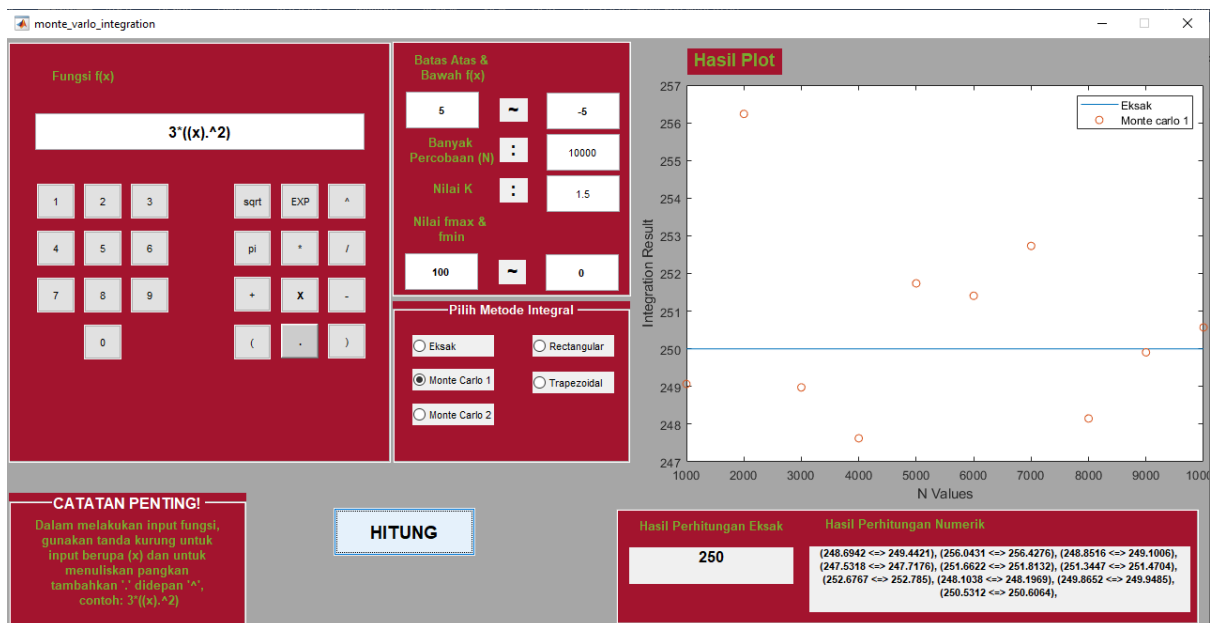 monte_varlo_integration
Fungsi f(x)
3*((x).^2)
1 2 3 sqrt EXP ^
4 5 6 pi * /
7 8 9 + X -
0 ( . )
Batas Atas &
Bawah f(x)
5 ~ -5
Banyak
Percobaan (N) : 10000
Nilai K : 1.5
Nilai fmax &
fmin
100 ~ 0
Pilih Metode Integral
Eksak Rectangular
Monte Carlo 1 Trapezoidal
Monte Carlo 2
Hasil Plot
257
256
255
254
253
252
251
250
249
248
247
Integration Result
Eksak
Monte carlo 1
1000 2000 3000 4000 5000 6000 7000 8000 9000 1000
N Values
CATATAN PENTING!
Dalam melakukan input fungsi,
gunakan tanda kurung untuk
input berupa (x) dan untuk
menuliskan pangkan
tambahkan '.' didepan '^',
contoh: 3*((x).^2)
HITUNG
Hasil Perhitungan Eksak
250
Hasil Perhitungan Numerik
(248.6942 <=> 249.4421), (256.0431 <=> 256.4276), (248.8516 <=> 249.1006),
(247.5318 <=> 247.7176), (251.6622 <=> 251.8132), (251.3447 <=> 251.4704),
(252.6767 <=> 252.785), (248.1038 <=> 248.1969), (249.8652 <=> 249.9485),
(250.5312 <=> 250.6064),